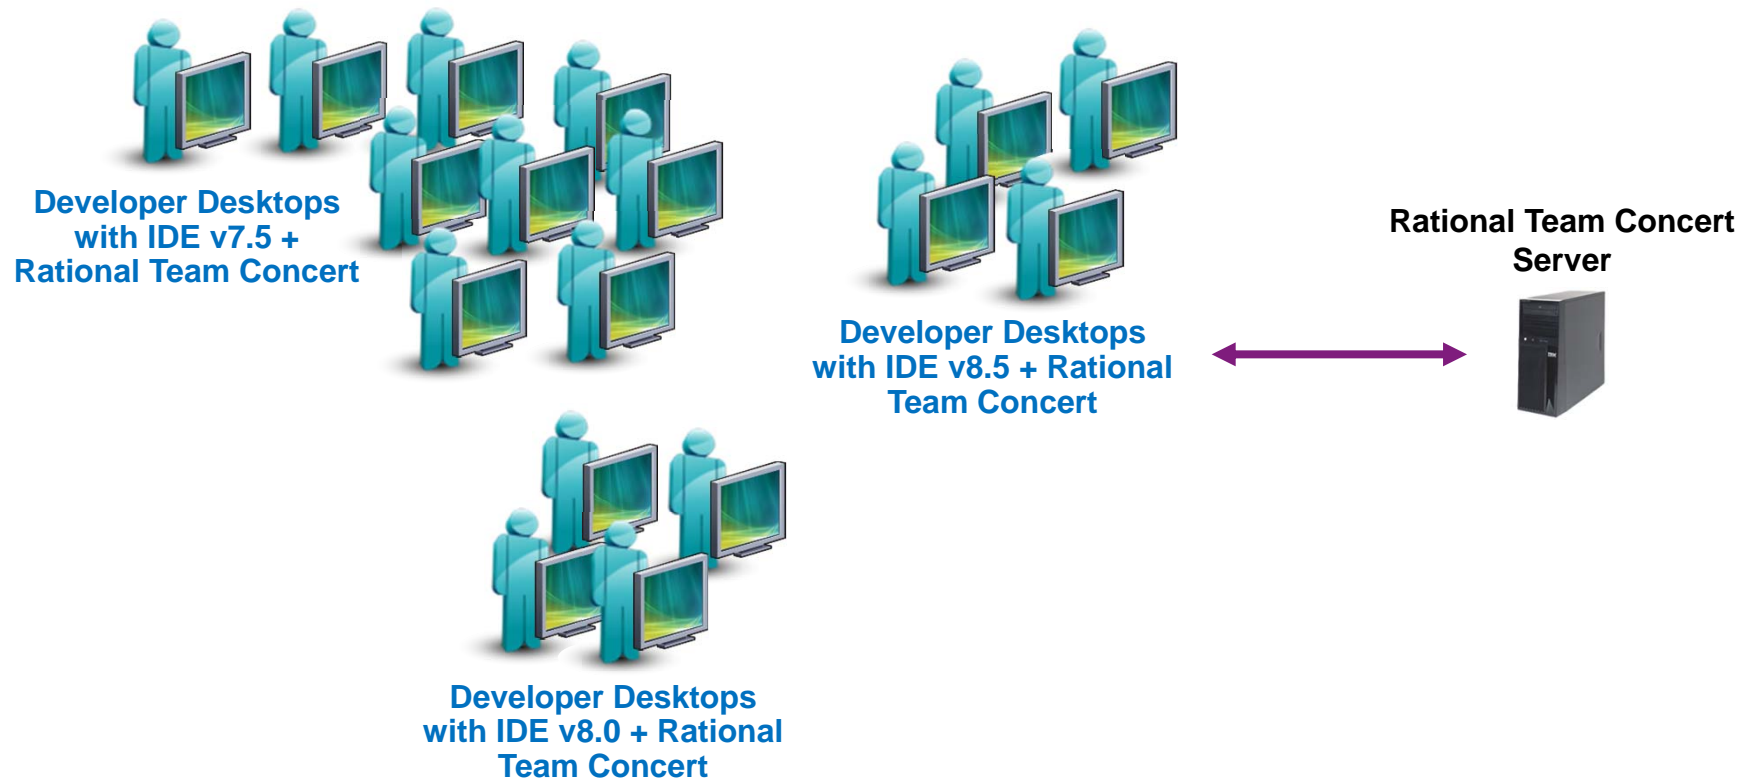 Developer Desktops
with IDE v7.5 +
Rational Team Concert
Developer Desktops
with IDE v8.5 + Rational
Team Concert
Rational Team Concert
Server
Developer Desktops
with IDE v8.0 + Rational
Team Concert